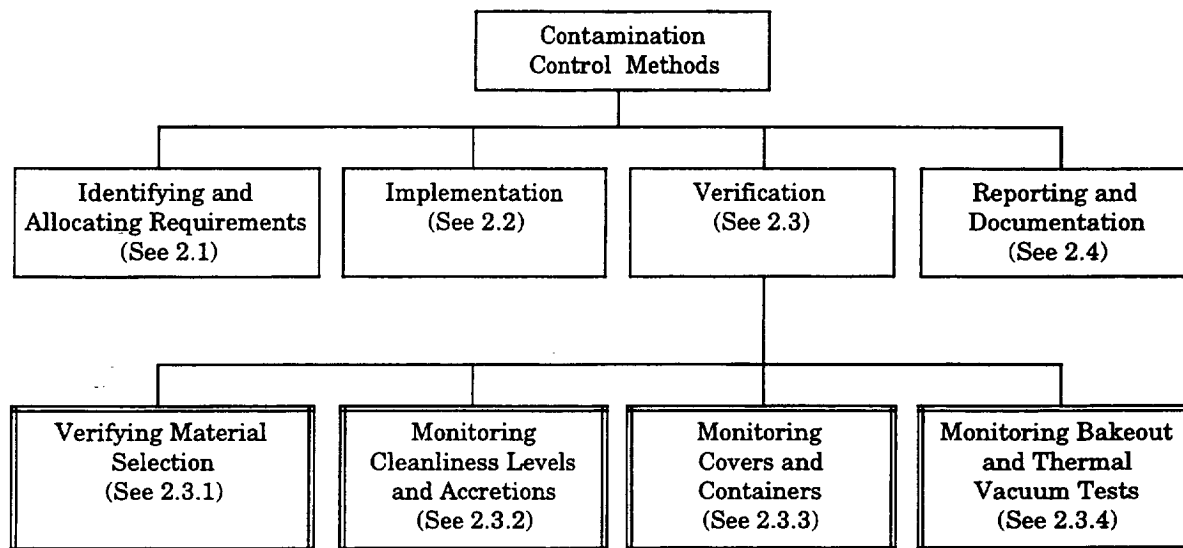 Contamination
Control Methods
Identifying and
Allocating Requirements
(See 2.1)
Implementation
(See 2.2)
Verification
(See 2.3)
Reporting and
Documentation
(See 2.4)
Verifying Material
Selection
(See 2.3.1)
Monitoring
Cleanliness Levels
and Accretions
(See 2.3.2)
Monitoring
Covers and
Containers
(See 2.3.3)
Monitoring Bakeout
and Thermal
Vacuum Tests
(See 2.3.4)